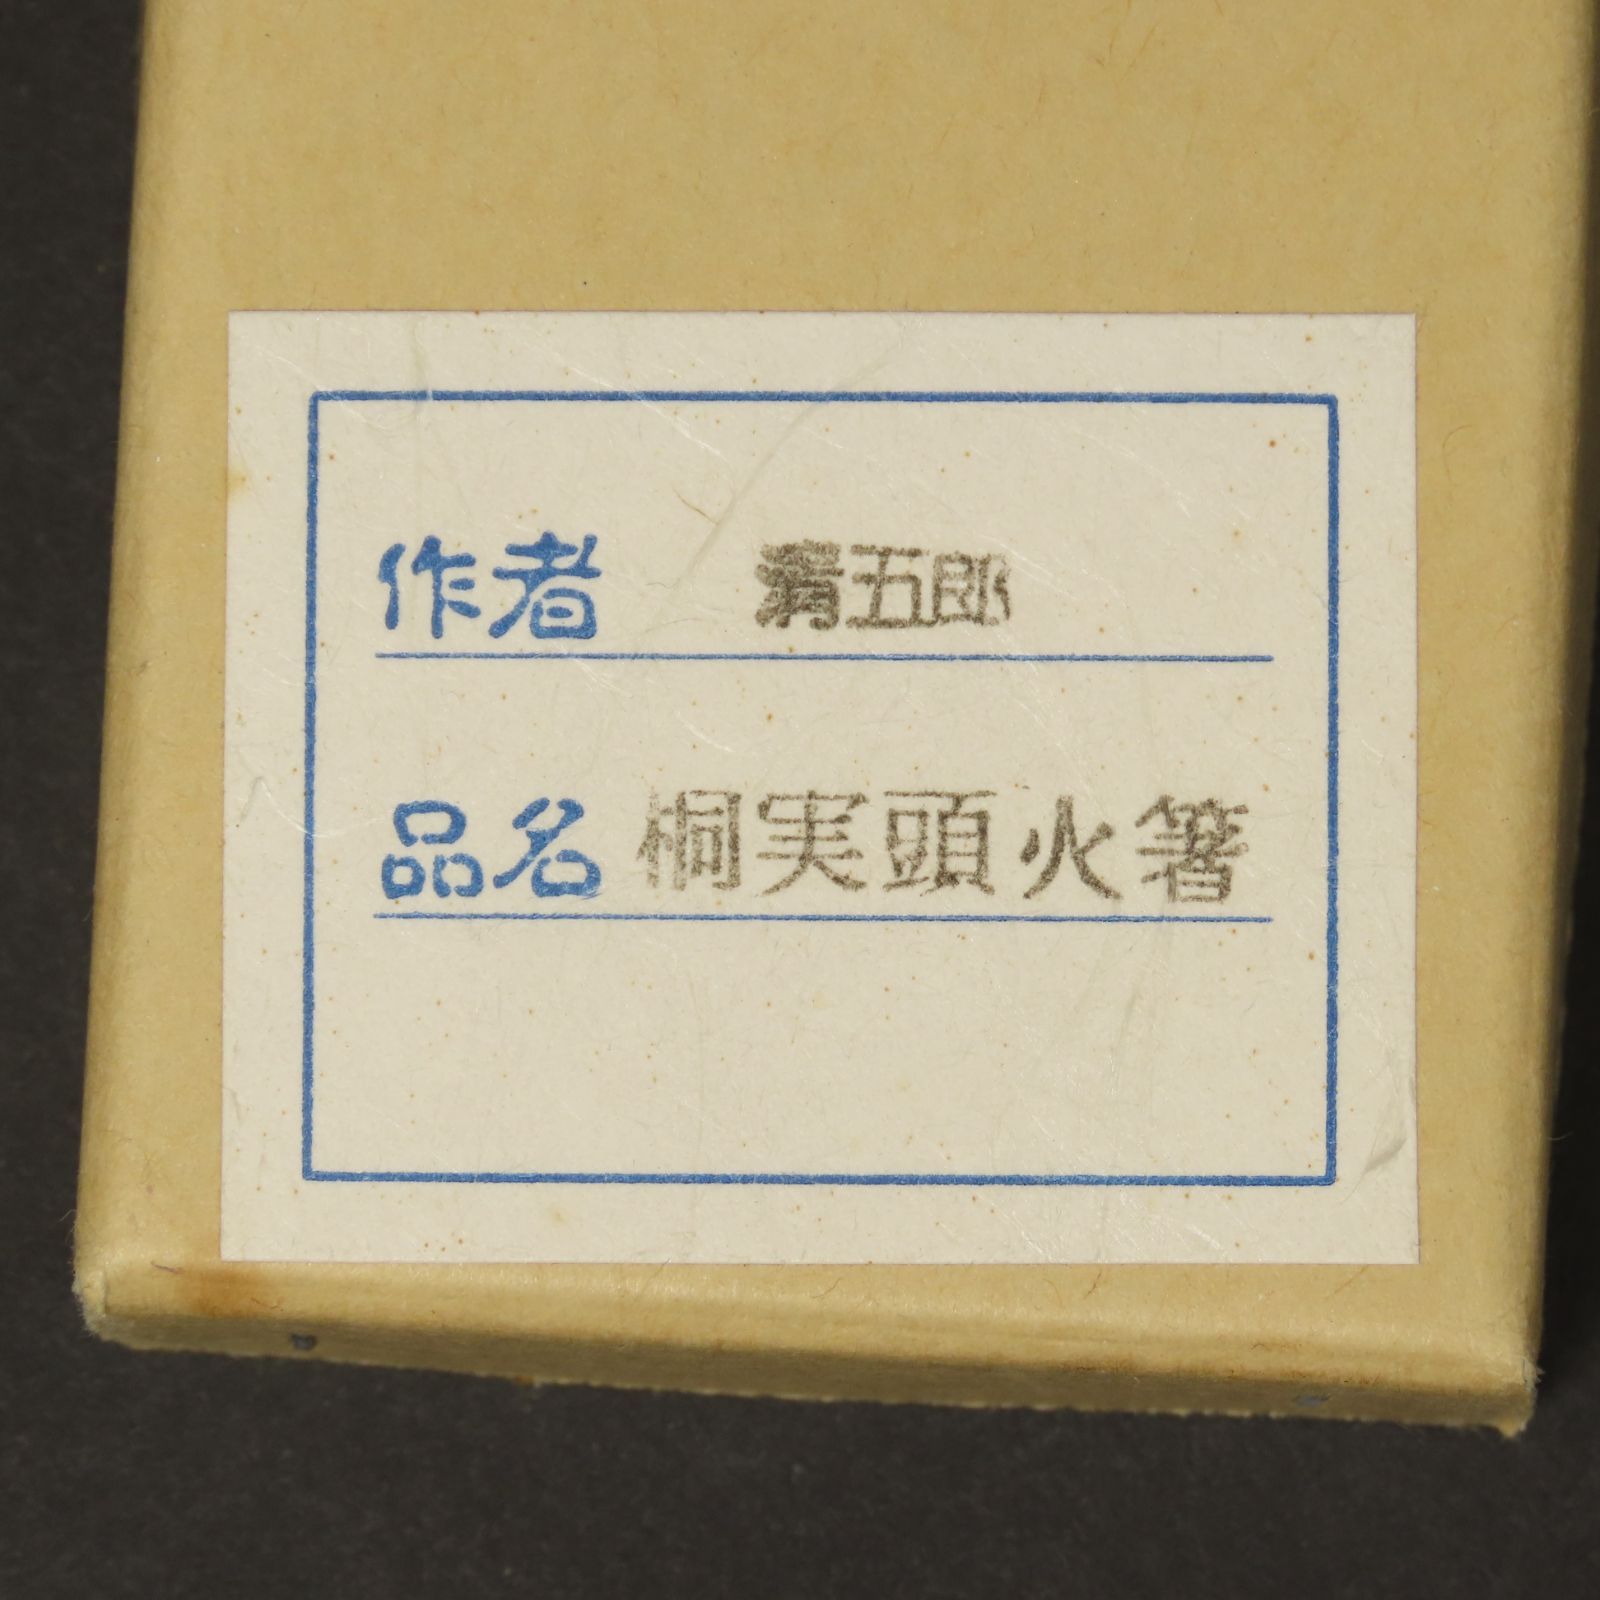 作者 清五郎
品名 桐実頭火箸